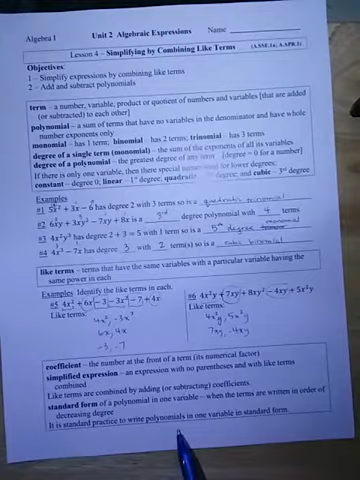 Algebra I Unit 2 Algebraic Expressions Name
Lesson 4 – Simplifying by Combining Like Terms (A.SSE.1a; A.APR.1)
Objectives:
1 – Simplify expressions by combining like terms
2 – Add and subtract polynomials
term – a number, variable, product or quotient of numbers and variables [that are added
(or subtracted) to each other]
polynomial – a sum of terms that have no variables in the denominator and have whole
number exponents only
monomial – has 1 term; binomial – has 2 terms; trinomial – has 3 terms
degree of a single term (monomial) – the sum of the exponents of all its variables
degree of a polynomial – the greatest degree of any term [degree = 0 for a number]
If there is only one variable, then there special names used for lower degrees:
constant – degree 0; linear – 1st degree, quadratic degree; and cubic – 3rd degree
Examples
#1 5x² + 3x – 6 has degree 2 with 3 terms so is a quadratic trinomial
#2 6xy + 3xy² – 7y + 8x is a 3rd degree polynomial with 4 terms
#3 4x²y³ has degree 2 + 3 = 5 with 1 term so is a 5th degree monomial
#4 4x³ – 7x has degree 3 with 2 term(s) so is a cubic binomial
like terms – terms that have the same variables with a particular variable having the
same power in each
Examples Identify the like terms in each.
#5 4x² + 6x – 3 – 3x² – 7 + 4x #6 4x²y + 7xy + 8xy² – 4xy + 5x²y
Like terms: Like terms:
4x², -3x² 4x²y, 5x²y
6x, 4x 7xy, -4xy
-3, -7
coefficient – the number at the front of a term (its numerical factor)
simplified expression – an expression with no parentheses and with like terms
combined
Like terms are combined by adding (or subtracting) coefficients.
standard form of a polynomial in one variable – when the terms are written in order of
decreasing degree
It is standard practice to write polynomials in one variable in standard form